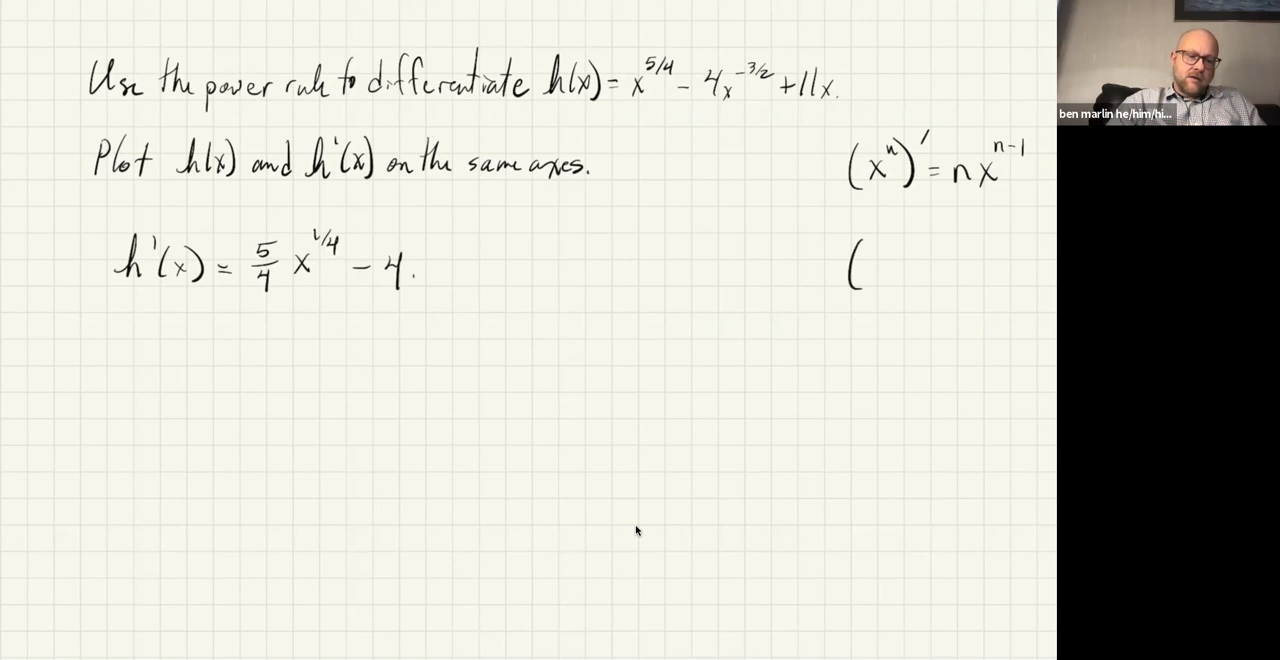 Use the power rule to differentiate h(x) = x^{5/4} - 4x^{-3/2} + 11x.
Plot h(x) and h'(x) on the same axes.
(x^n)' = nx^{n-1}
h'(x) = \frac{5}{4} x^{1/4} - 4.
(
ben marlin he/him/hi...